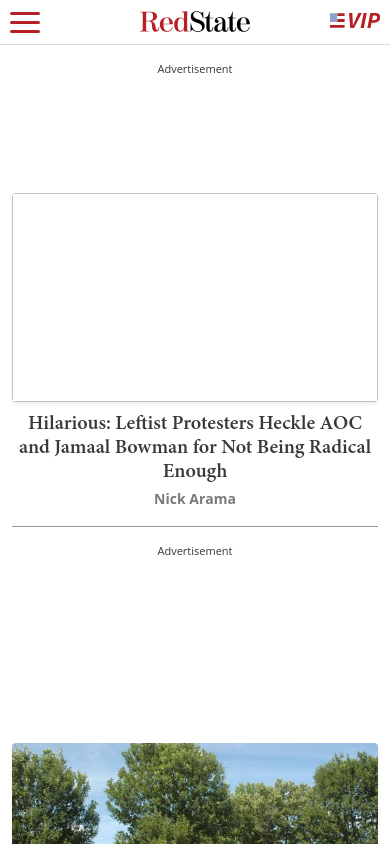 RedState
VIP
Advertisement
Hilarious: Leftist Protesters Heckle AOC
and Jamaal Bowman for Not Being Radical
Enough
Nick Arama
Advertisement